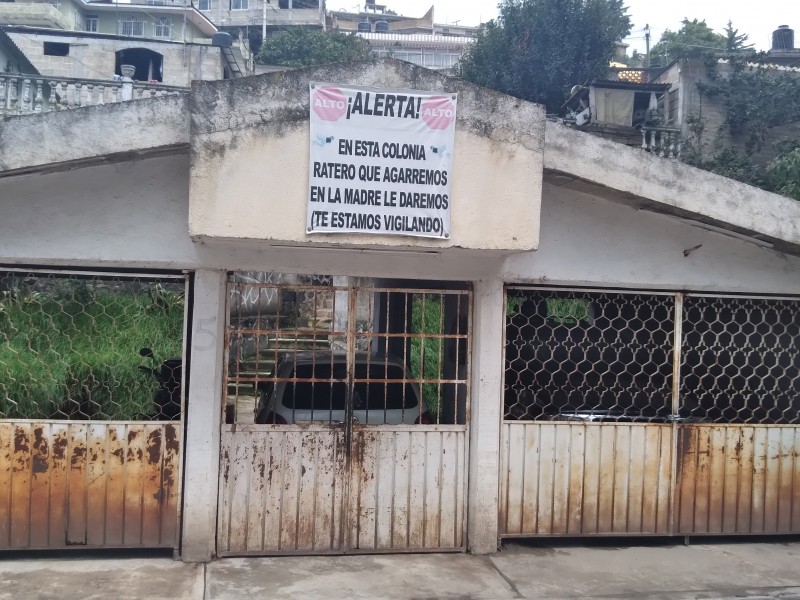 ALTO ¡ALERTA! ALTO
EN ESTA COLONIA
RATERO QUE AGARREMOS
EN LA MADRE LE DAREMOS
(TE ESTAMOS VIGILANDO)